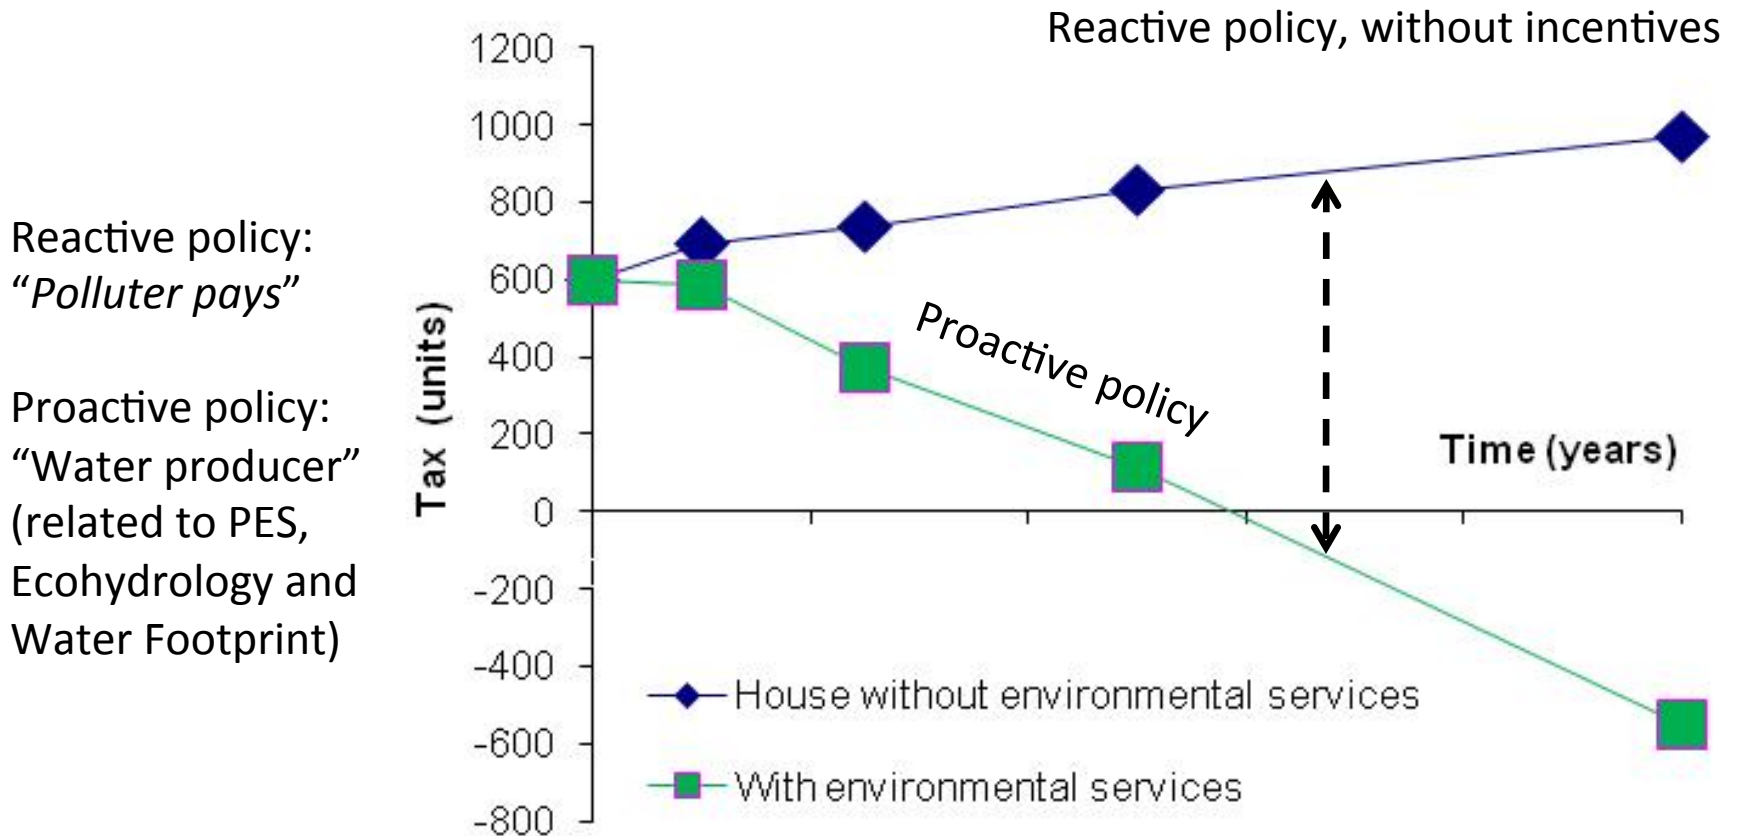 Reactive policy, without incentives
Reactive policy:
“Polluter pays”
Proactive policy:
“Water producer”
(related to PES,
Ecohydrology and
Water Footprint)
Tax (units)
1200
1000
800
600
400
200
0
-200
-400
-600
-800
Proactive policy
Time (years)
House without environmental services
With environmental services